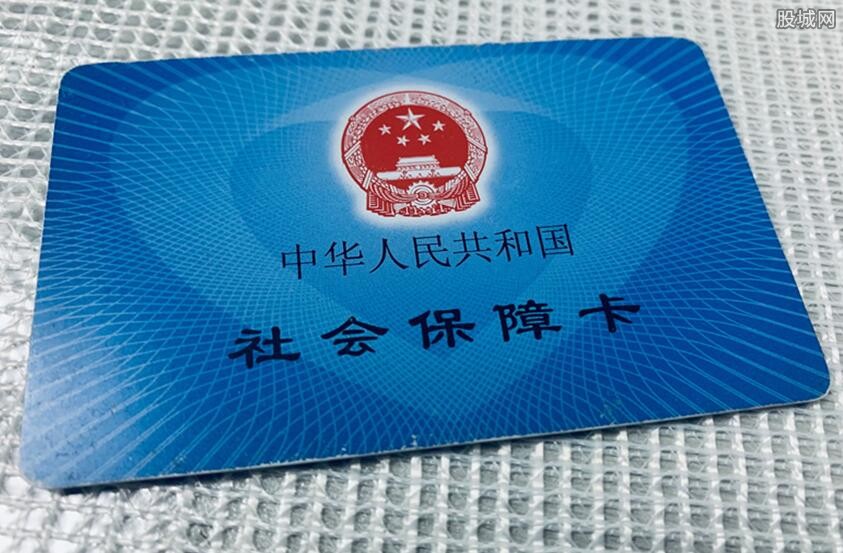 股城网
中华人民共和国
社会保障卡